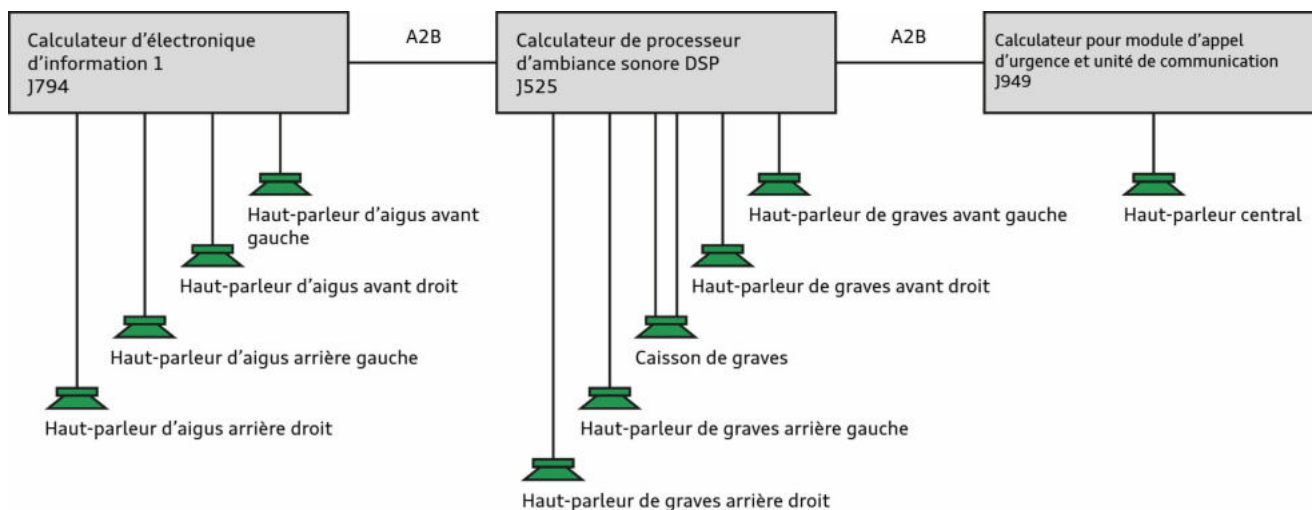 Calculateur d'électronique
d'information 1
J794
A2B
Calculateur de processeur
d'ambiance sonore DSP
J525
A2B
Calculateur pour module d'appel
d'urgence et unité de communication
J949
Haut-parleur d'aigus avant
gauche
Haut-parleur d'aigus avant droit
Haut-parleur d'aigus arrière gauche
Haut-parleur d'aigus arrière droit
Haut-parleur de graves avant gauche
Haut-parleur de graves avant droit
Caisson de graves
Haut-parleur de graves arrière gauche
Haut-parleur de graves arrière droit
Haut-parleur central